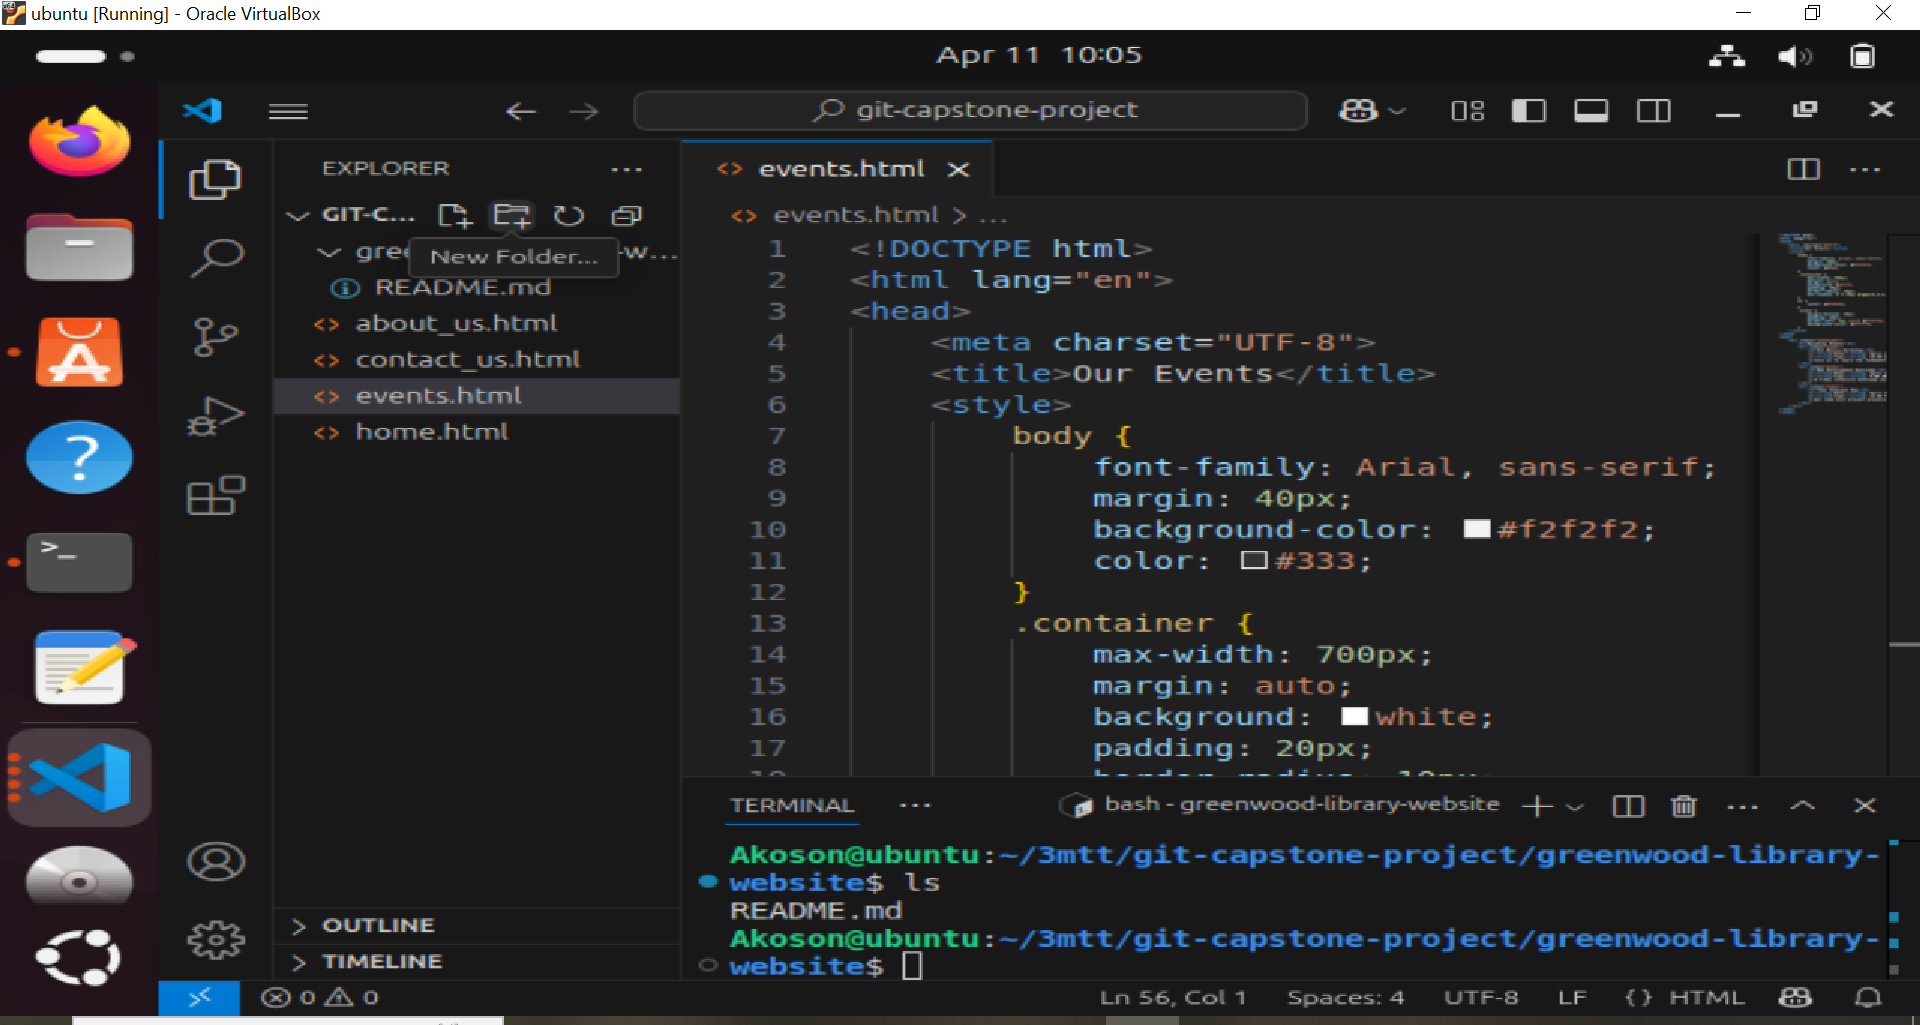 ubuntu [Running] - Oracle VirtualBox
Apr 11 10:05
git-capstone-project
EXPLORER
events.html
GIT-C...
events.html > ...
gre
New Folder...
-w...
README.md
about_us.html
contact_us.html
events.html
home.html
1 <!DOCTYPE html>
2 <html lang="en">
3 <head>
4 <meta charset="UTF-8">
5 <title>Our Events</title>
6 <style>
7 body {
8 font-family: Arial, sans-serif;
9 margin: 40px;
10 background-color: #f2f2f2;
11 color: #333;
12 }
13 .container {
14 max-width: 700px;
15 margin: auto;
16 background: white;
17 padding: 20px;
TERMINAL
bash - greenwood-library-website
Akoson@ubuntu:~/3mtt/git-capstone-project/greenwood-library-
website$ ls
README.md
Akoson@ubuntu:~/3mtt/git-capstone-project/greenwood-library-
website$
OUTLINE
TIMELINE
0 0
Ln 56, Col 1 Spaces: 4 UTF-8 LF {} HTML